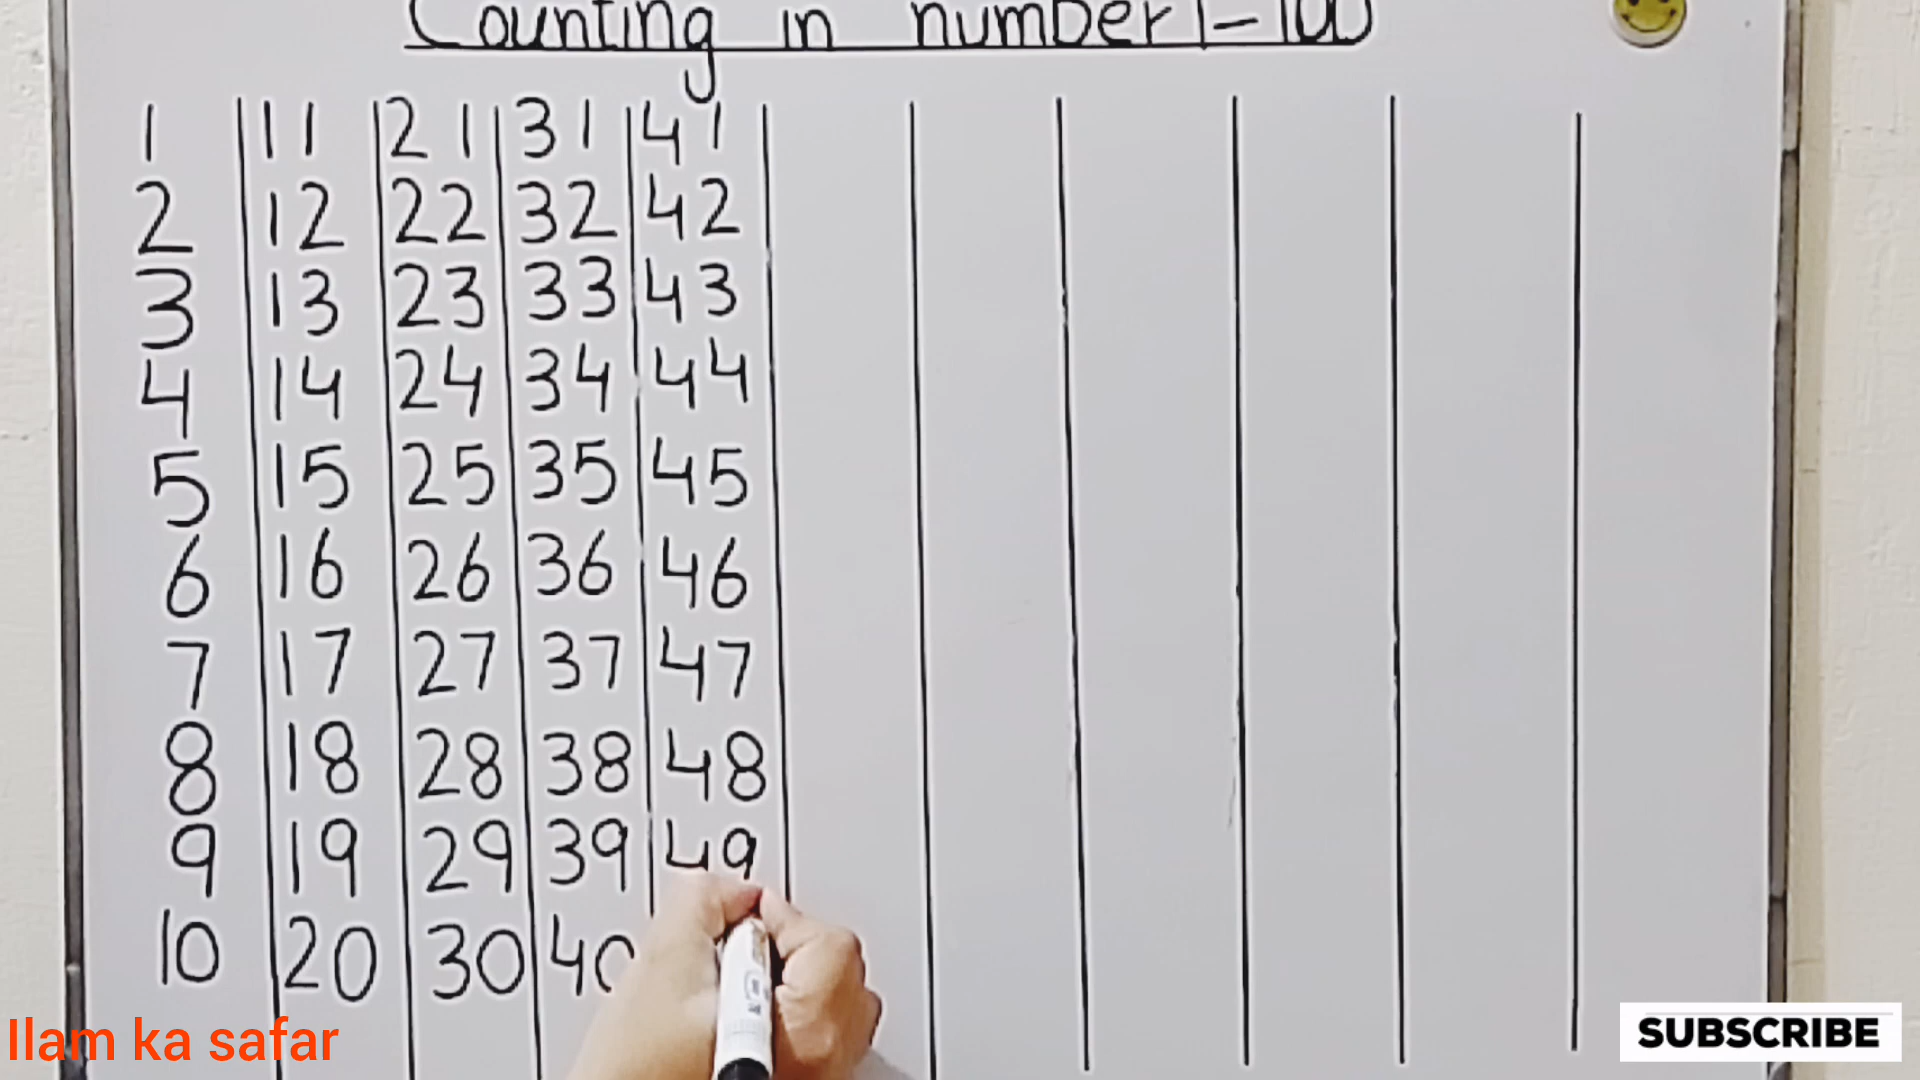 Counting in number 1-100
1 11 21 31 41
2 12 22 32 42
3 13 23 33 43
4 14 24 34 44
5 15 25 35 45
6 16 26 36 46
7 17 27 37 47
8 18 28 38 48
9 19 29 39 49
10 20 30 40
Ilam ka safar
SUBSCRIBE